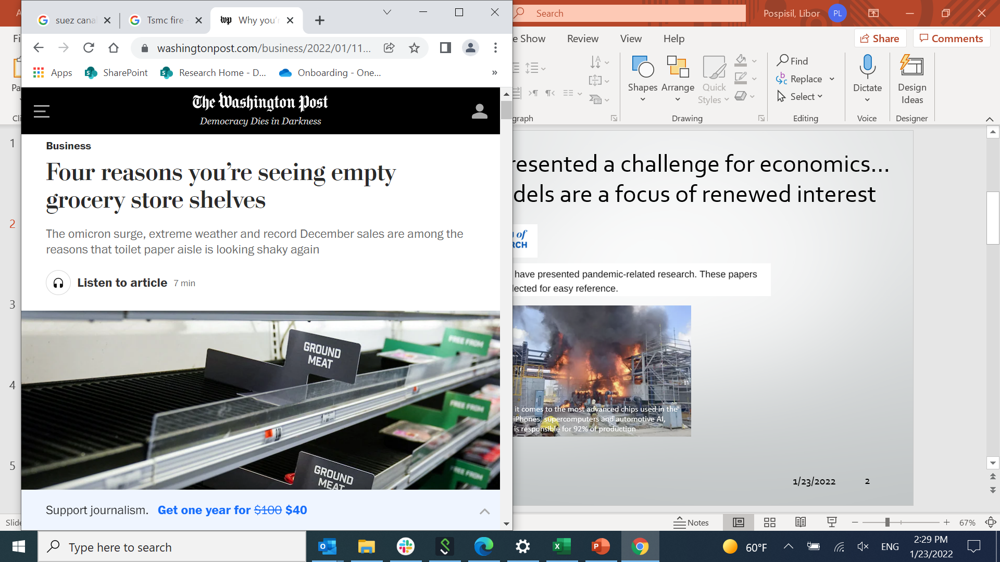 suez cana
Tsmc fire
Why you'r
washingtonpost.com/business/2022/01/11...
Apps
SharePoint
Research Home - D...
Onboarding - One...
»
The Washington Post
Democracy Dies in Darkness
Business
Four reasons you're seeing empty
grocery store shelves
The omicron surge, extreme weather and record December sales are among the
reasons that toilet paper aisle is looking shaky again
Listen to article 7 min
GROUND
MEAT
FREE FROM
FREE FROM
GROUND
MEAT
FREE FROM
Support journalism. Get one year for $100 $40
Search
Pospisil, Libor PL
Fi
e Show Review View Help
Share Comments
Pa
Shapes Arrange Quick
Styles
Find
Replace
Select
Dictate
Design
Ideas
Cli
graph Drawing Editing Voice Designer
1
2
3
4
5
resented a challenge for economics...
dels are a focus of renewed interest
of
RCH
have presented pandemic-related research. These papers
lected for easy reference.
it comes to the most advanced chips used in the
iPhones, supercomputers and automotive AI,
is responsible for 92% of production
1/23/2022 2
Slide
Notes
67%
Type here to search
60°F
ENG
2:29 PM
1/23/2022